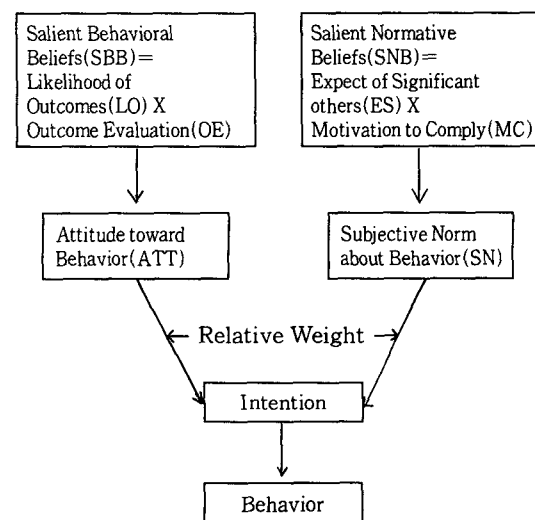 Salient Behavioral
Beliefs(SBB)=
Likelihood of
Outcomes(LO) X
Outcome Evaluation(OE)
Salient Normative
Beliefs(SNB)=
Expect of Significant
others(ES) X
Motivation to Comply(MC)
Attitude toward
Behavior(ATT)
Subjective Norm
about Behavior(SN)
Relative Weight
Intention
Behavior